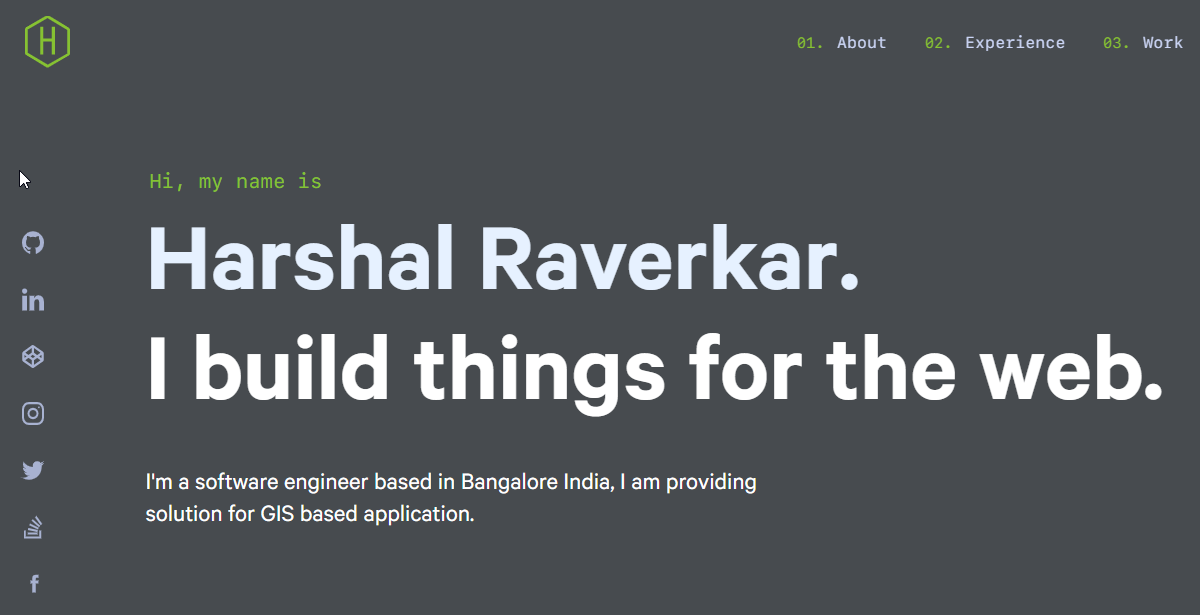 H
01. About 02. Experience 03. Work
Hi, my name is
Harshal Raverkar.
I build things for the web.
I'm a software engineer based in Bangalore India, I am providing
solution for GIS based application.